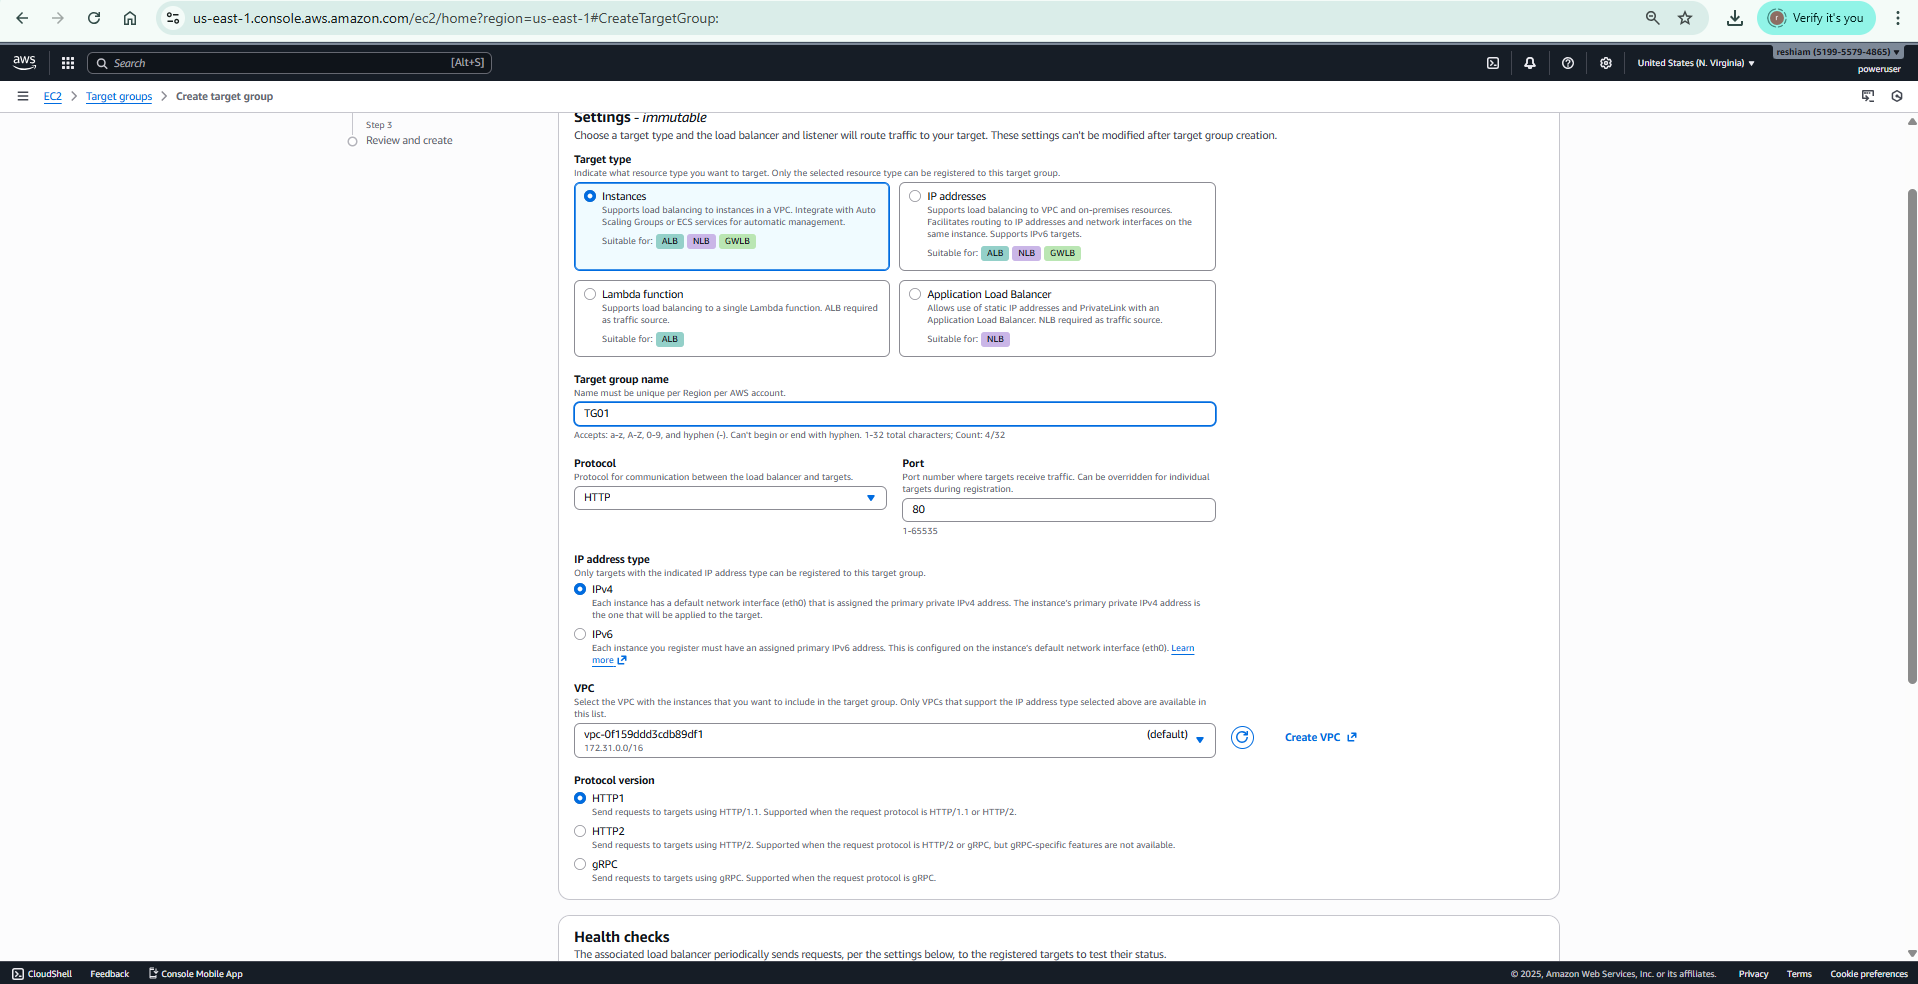 us-east-1.console.aws.amazon.com/ec2/home?region=us-east-1#CreateTargetGroup:
Verify it's you
aws
Search
[Alt+S]
United States (N. Virginia)
reshiam (5199-5579-4865)
poweruser
EC2
Target groups
Create target group
Step 3
Review and create
Settings - immutable
Choose a target type and the load balancer and listener will route traffic to your target. These settings can't be modified after target group creation.
Target type
Indicate what resource type you want to target. Only the selected resource type can be registered to this target group.
Instances
Supports load balancing to instances in a VPC. Integrate with Auto
Scaling Groups or ECS services for automatic management.
Suitable for: ALB NLB GWLB
IP addresses
Supports load balancing to VPC and on-premises resources.
Facilitates routing to IP addresses and network interfaces on the
same instance. Supports IPv6 targets.
Suitable for: ALB NLB GWLB
Lambda function
Supports load balancing to a single Lambda function. ALB required
as traffic source.
Suitable for: ALB
Application Load Balancer
Allows use of static IP addresses and PrivateLink with an
Application Load Balancer. NLB required as traffic source.
Suitable for: NLB
Target group name
Name must be unique per Region per AWS account.
TG01
Accepts: a-z, A-Z, 0-9, and hyphen (-). Can't begin or end with hyphen. 1-32 total characters; Count: 4/32
Protocol
Protocol for communication between the load balancer and targets.
HTTP
Port
Port number where targets receive traffic. Can be overridden for individual
targets during registration.
80
1-65535
IP address type
Only targets with the indicated IP address type can be registered to this target group.
IPv4
Each instance has a default network interface (eth0) that is assigned the primary private IPv4 address. The instance's primary private IPv4 address is
the one that will be applied to the target.
IPv6
Each instance you register must have an assigned primary IPv6 address. This is configured on the instance's default network interface (eth0). Learn
more
VPC
Select the VPC with the instances that you want to include in the target group. Only VPCs that support the IP address type selected above are available in
this list.
vpc-0f159ddd3cdb89df1
(default)
172.31.0.0/16
Create VPC
Protocol version
HTTP1
Send requests to targets using HTTP/1.1. Supported when the request protocol is HTTP/1.1 or HTTP/2.
HTTP2
Send requests to targets using HTTP/2. Supported when the request protocol is HTTP/2 or gRPC, but gRPC-specific features are not available.
gRPC
Send requests to targets using gRPC. Supported when the request protocol is gRPC.
Health checks
The associated load balancer periodically sends requests, per the settings below, to the registered targets to test their status.
CloudShell
Feedback
Console Mobile App
© 2025, Amazon Web Services, Inc. or its affiliates.
Privacy
Terms
Cookie preferences